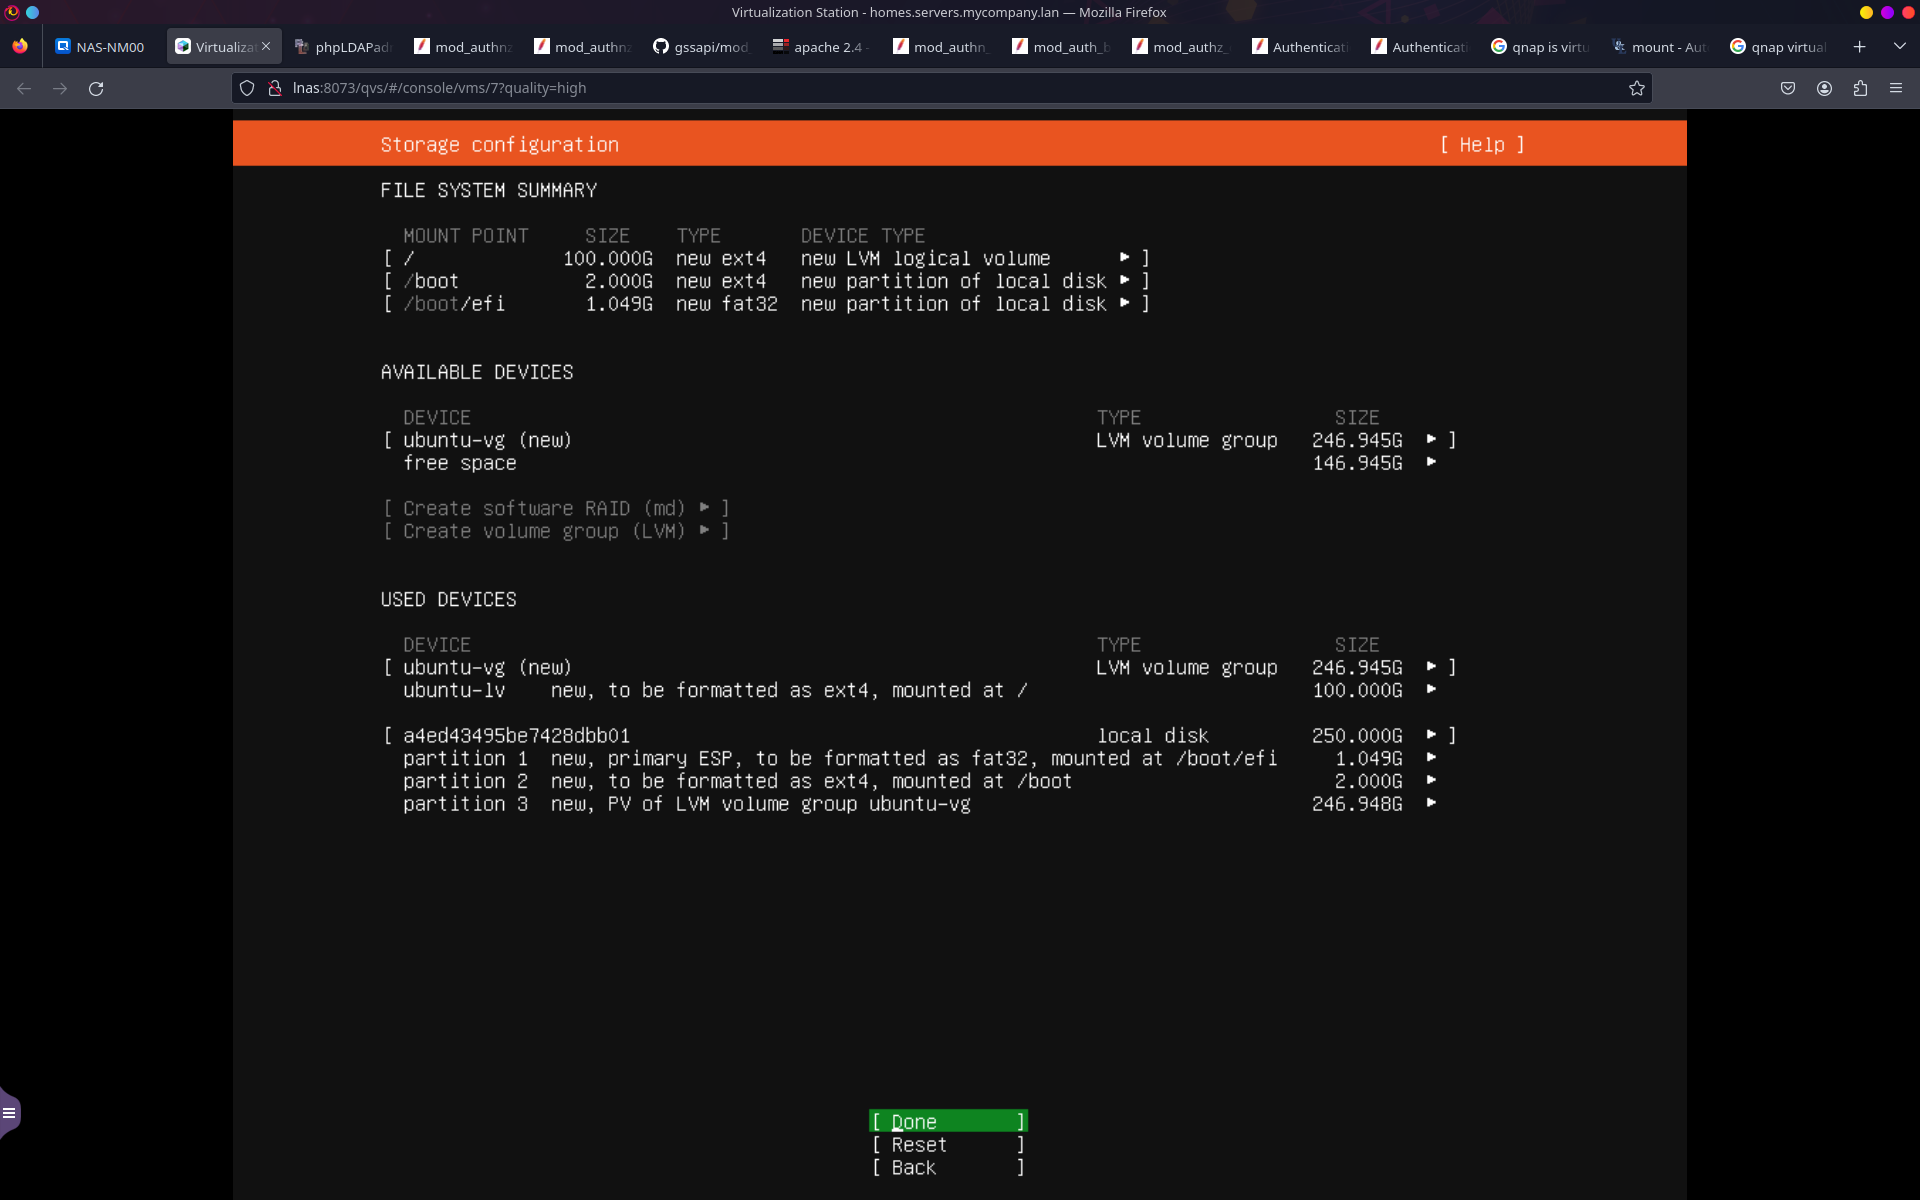 Virtualization Station - homes.servers.mycompany.lan — Mozilla Firefox
NAS-NM00 Virtualiza phpLDAPad mod_authnz mod_authnz gssapi/mod apache 2.4 - mod_authn_ mod_auth_b mod_authz_ Authenticati Authenticati qnap is virtu mount - Aut qnap virtual
lnas:8073/qvs/#/console/vms/7?quality=high
Storage configuration [ Help ]
FILE SYSTEM SUMMARY
MOUNT POINT SIZE TYPE DEVICE TYPE
[ / 100.000G new ext4 new LVM logical volume ▸ ]
[ /boot 2.000G new ext4 new partition of local disk ▸ ]
[ /boot/efi 1.049G new fat32 new partition of local disk ▸ ]
AVAILABLE DEVICES
DEVICE TYPE SIZE
[ ubuntu-vg (new) LVM volume group 246.945G ▸ ]
free space 146.945G ▸
[ Create software RAID (md) ▸ ]
[ Create volume group (LVM) ▸ ]
USED DEVICES
DEVICE TYPE SIZE
[ ubuntu-vg (new) LVM volume group 246.945G ▸ ]
ubuntu-lv new, to be formatted as ext4, mounted at / 100.000G ▸
[ a4ed43495be7428dbb01 local disk 250.000G ▸ ]
partition 1 new, primary ESP, to be formatted as fat32, mounted at /boot/efi 1.049G ▸
partition 2 new, to be formatted as ext4, mounted at /boot 2.000G ▸
partition 3 new, PV of LVM volume group ubuntu-vg 246.948G ▸
[ Done ]
[ Reset ]
[ Back ]